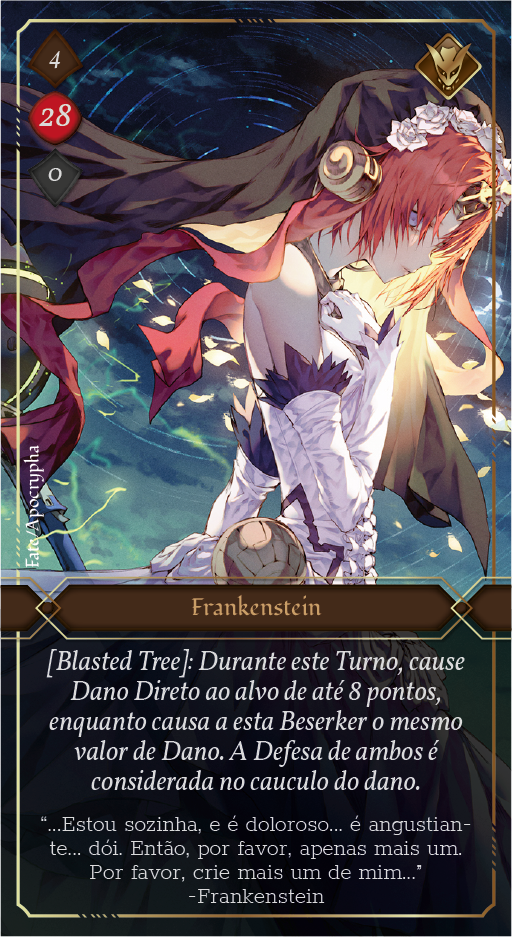 4
28
0
Fate/Apocrypha
Frankenstein
[Blasted Tree]: Durante este Turno, cause
Dano Direto ao alvo de até 8 pontos,
enquanto causa a esta Beserker o mesmo
valor de Dano. A Defesa de ambos é
considerada no cauculo do dano.
“...Estou sozinha, e é doloroso... é angustian-
te... dói. Então, por favor, apenas mais um.
Por favor, crie mais um de mim...”
-Frankenstein